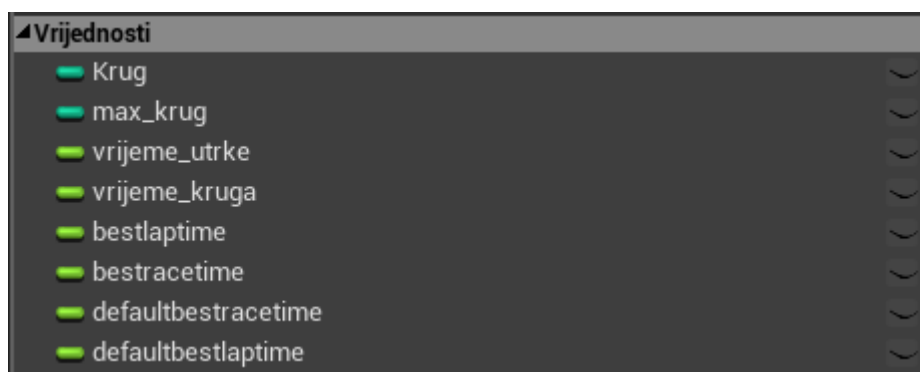 Vrijednosti
Krug
max_krug
vrijeme_utrke
vrijeme_kruga
bestlaptime
bestracetime
defaultbestracetime
defaultbestlaptime